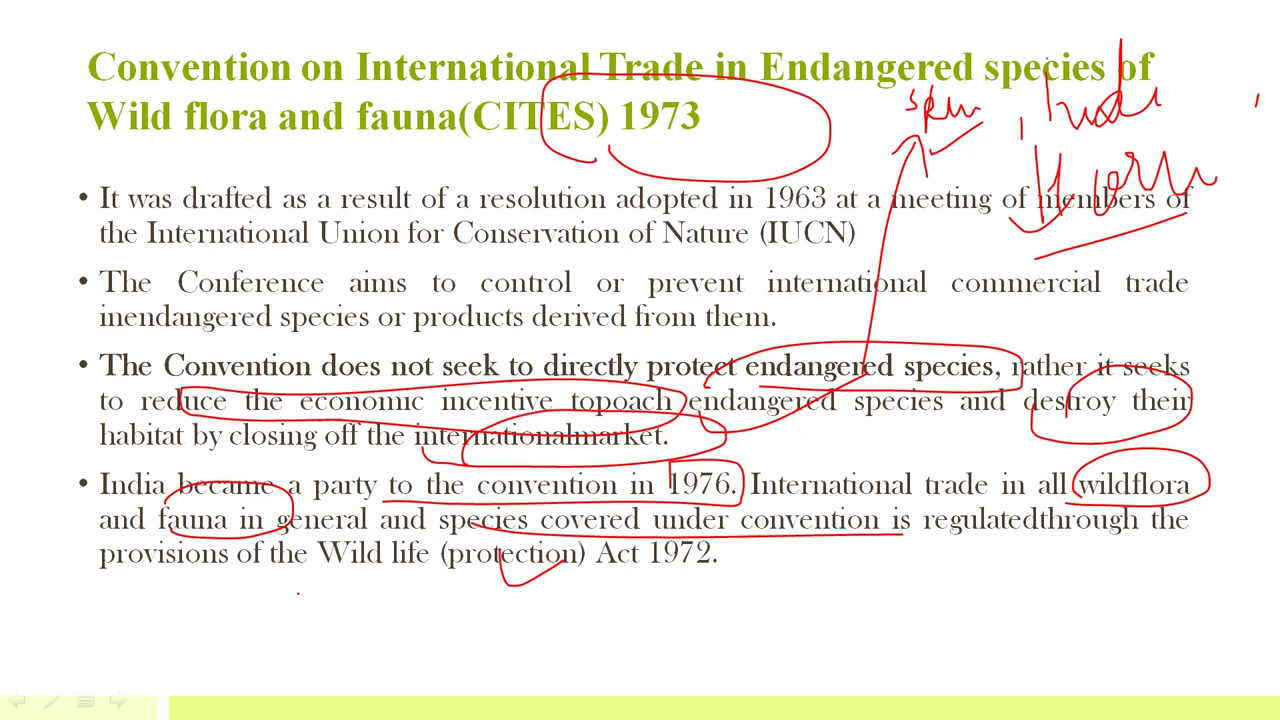 Convention on International Trade in Endangered species of
Wild flora and fauna(CITES) 1973
skin
Horn
• It was drafted as a result of a resolution adopted in 1963 at a meeting of members of
the International Union for Conservation of Nature (IUCN)
• The Conference aims to control or prevent international commercial trade
inendangered species or products derived from them.
• The Convention does not seek to directly protect endangered species, rather it seeks
to reduce the economic incentive topoach endangered species and destroy their
habitat by closing off the internationalmarket.
• India became a party to the convention in 1976. International trade in all wildflora
and fauna in general and species covered under convention is regulatedthrough the
provisions of the Wild life (protection) Act 1972.